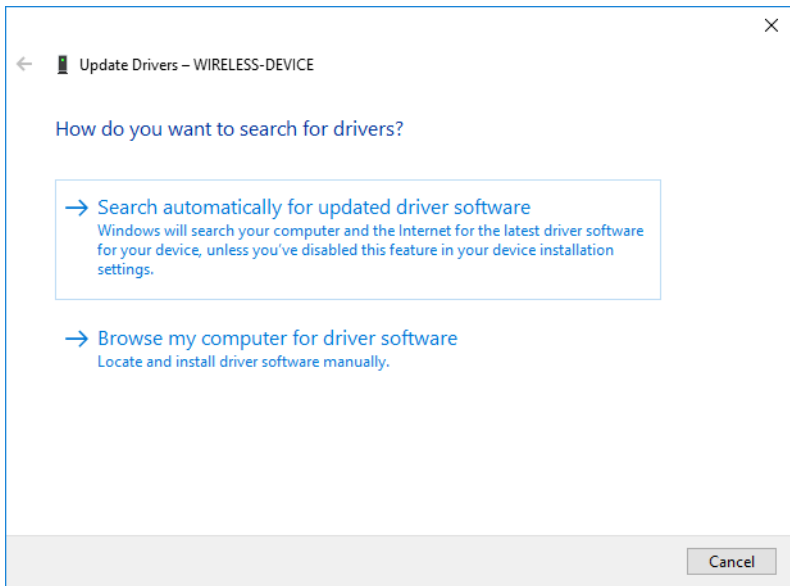 Update Drivers – WIRELESS-DEVICE
How do you want to search for drivers?
Search automatically for updated driver software
Windows will search your computer and the Internet for the latest driver software
for your device, unless you've disabled this feature in your device installation
settings.
Browse my computer for driver software
Locate and install driver software manually.
Cancel